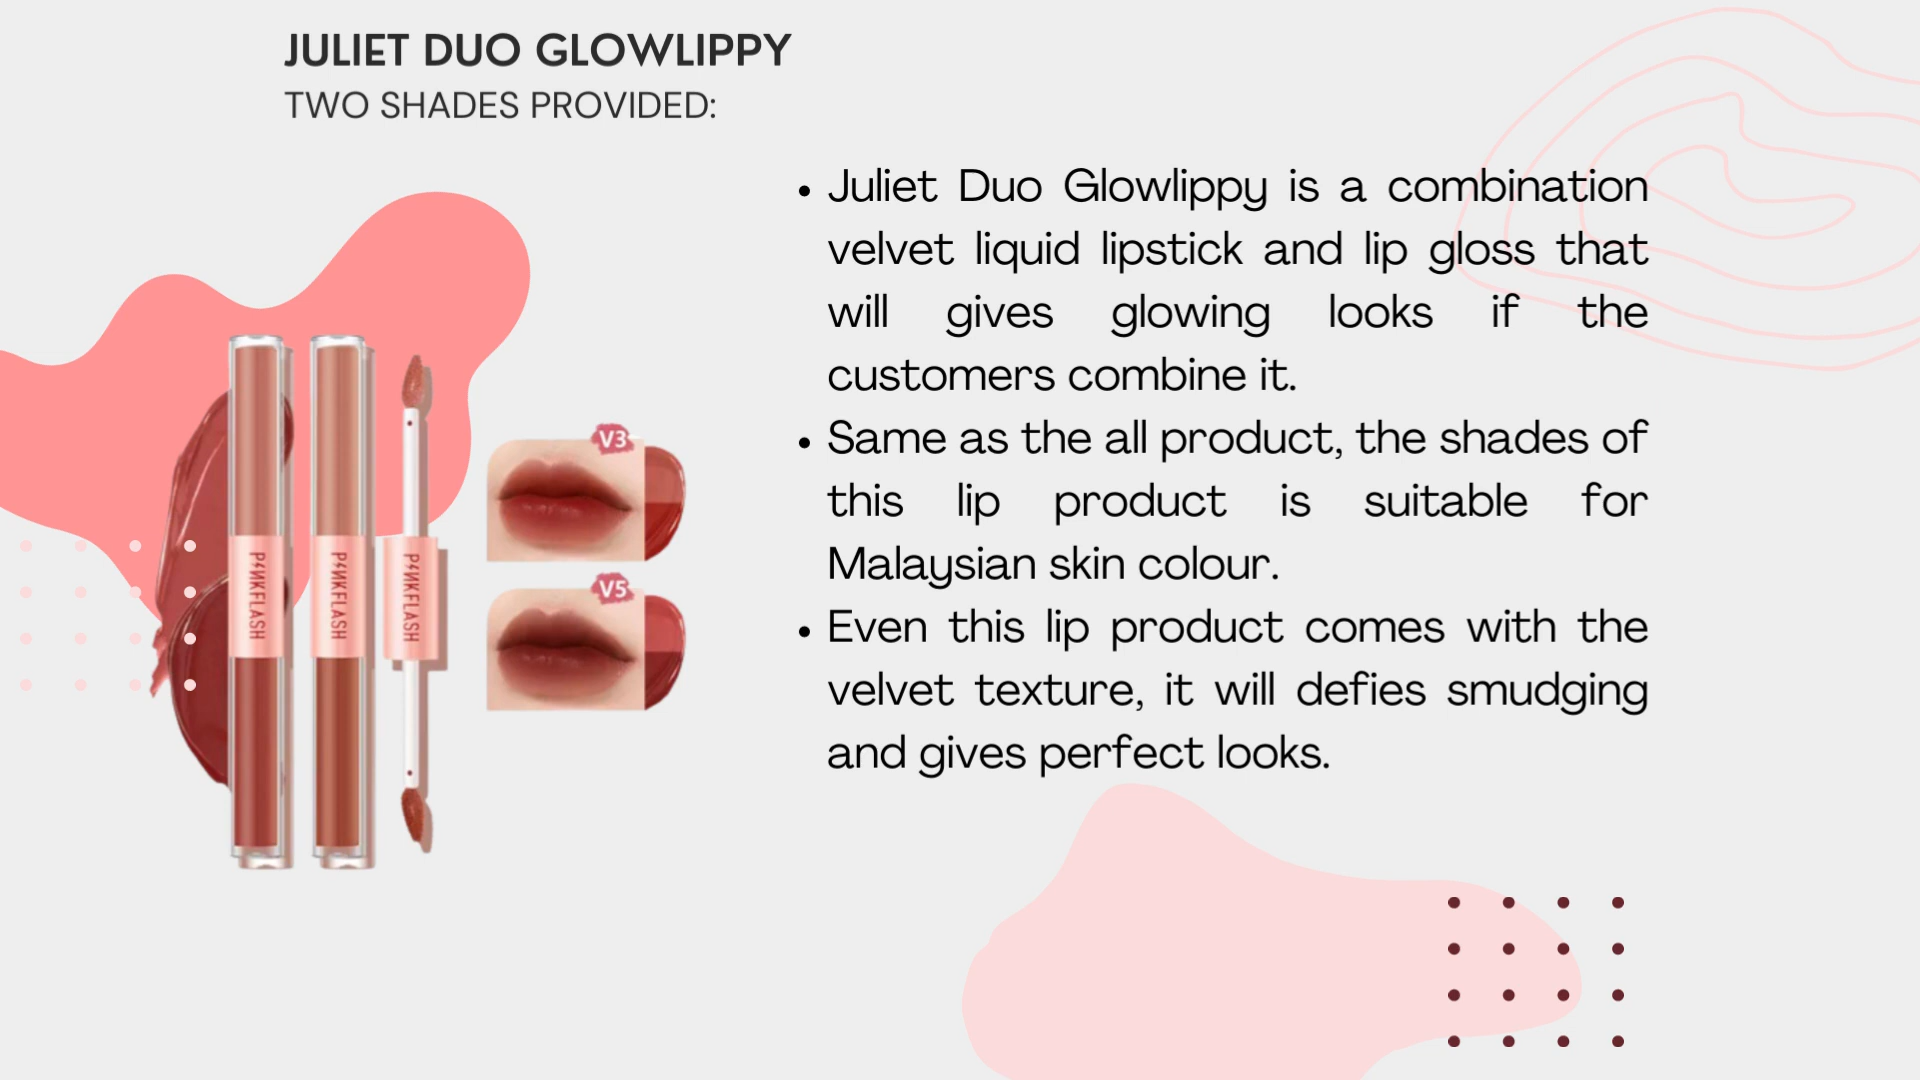 JULIET DUO GLOWLIPPY
TWO SHADES PROVIDED:
• Juliet Duo Glowlippy is a combination
velvet liquid lipstick and lip gloss that
will gives glowing looks if the
customers combine it.
• Same as the all product, the shades of
this lip product is suitable for
Malaysian skin colour.
• Even this lip product comes with the
velvet texture, it will defies smudging
and gives perfect looks.
V3
V5
PINKFLASH
PINKFLASH
PINKFLASH